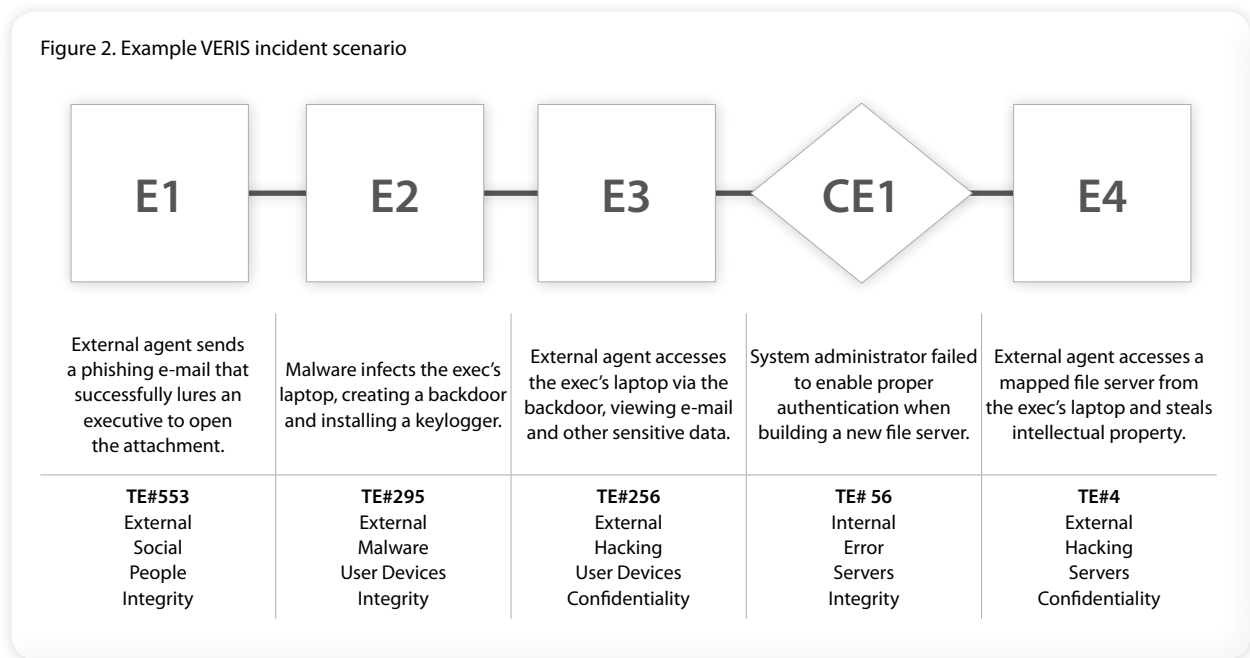 Figure 2. Example VERIS incident scenario
E1
E2
E3
CE1
E4
External agent sends
a phishing e-mail that
successfully lures an
executive to open
the attachment.
Malware infects the exec's
laptop, creating a backdoor
and installing a keylogger.
External agent accesses
the exec's laptop via the
backdoor, viewing e-mail
and other sensitive data.
System administrator failed
to enable proper
authentication when
building a new file server.
External agent accesses a
mapped file server from
the exec's laptop and steals
intellectual property.
TE#553
External
Social
People
Integrity
TE#295
External
Malware
User Devices
Integrity
TE#256
External
Hacking
User Devices
Confidentiality
TE# 56
Internal
Error
Servers
Integrity
TE#4
External
Hacking
Servers
Confidentiality